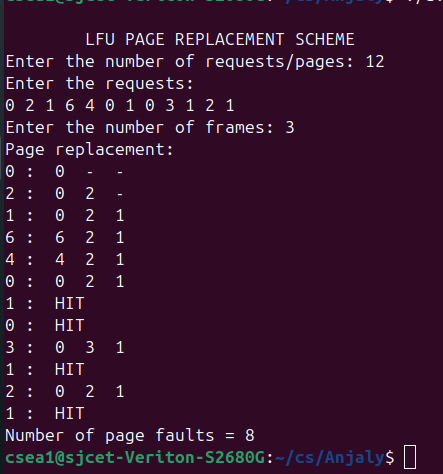 csea1@sjcet-Veriton-S2680G:~/cs/Anjaly$
LFU PAGE REPLACEMENT SCHEME
Enter the number of requests/pages: 12
Enter the requests:
0 2 1 6 4 0 1 0 3 1 2 1
Enter the number of frames: 3
Page replacement:
0 :  0  -  -
2 :  0  2  -
1 :  0  2  1
6 :  6  2  1
4 :  4  2  1
0 :  0  2  1
1 :  HIT
0 :  HIT
3 :  0  3  1
1 :  HIT
2 :  0  2  1
1 :  HIT
Number of page faults = 8
csea1@sjcet-Veriton-S2680G:~/cs/Anjaly$